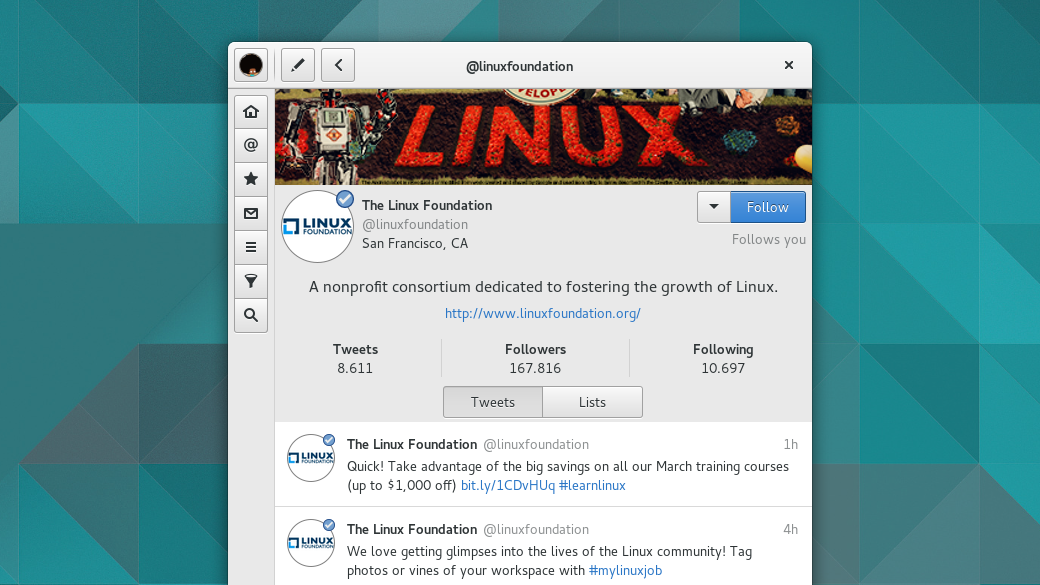 @linuxfoundation
VELOPE
LINUX
LINUX
FOUNDATION
The Linux Foundation
@linuxfoundation
San Francisco, CA
Follow
Follows you
A nonprofit consortium dedicated to fostering the growth of Linux.
http://www.linuxfoundation.org/
Tweets Followers Following
8.611 167.816 10.697
Tweets Lists
LINUX
FOUNDATION
The Linux Foundation @linuxfoundation 1h
Quick! Take advantage of the big savings on all our March training courses
(up to $1,000 off) bit.ly/1CDvHUq #learnlinux
LINUX
FOUNDATION
The Linux Foundation @linuxfoundation 4h
We love getting glimpses into the lives of the Linux community! Tag
photos or vines of your workspace with #mylinuxjob